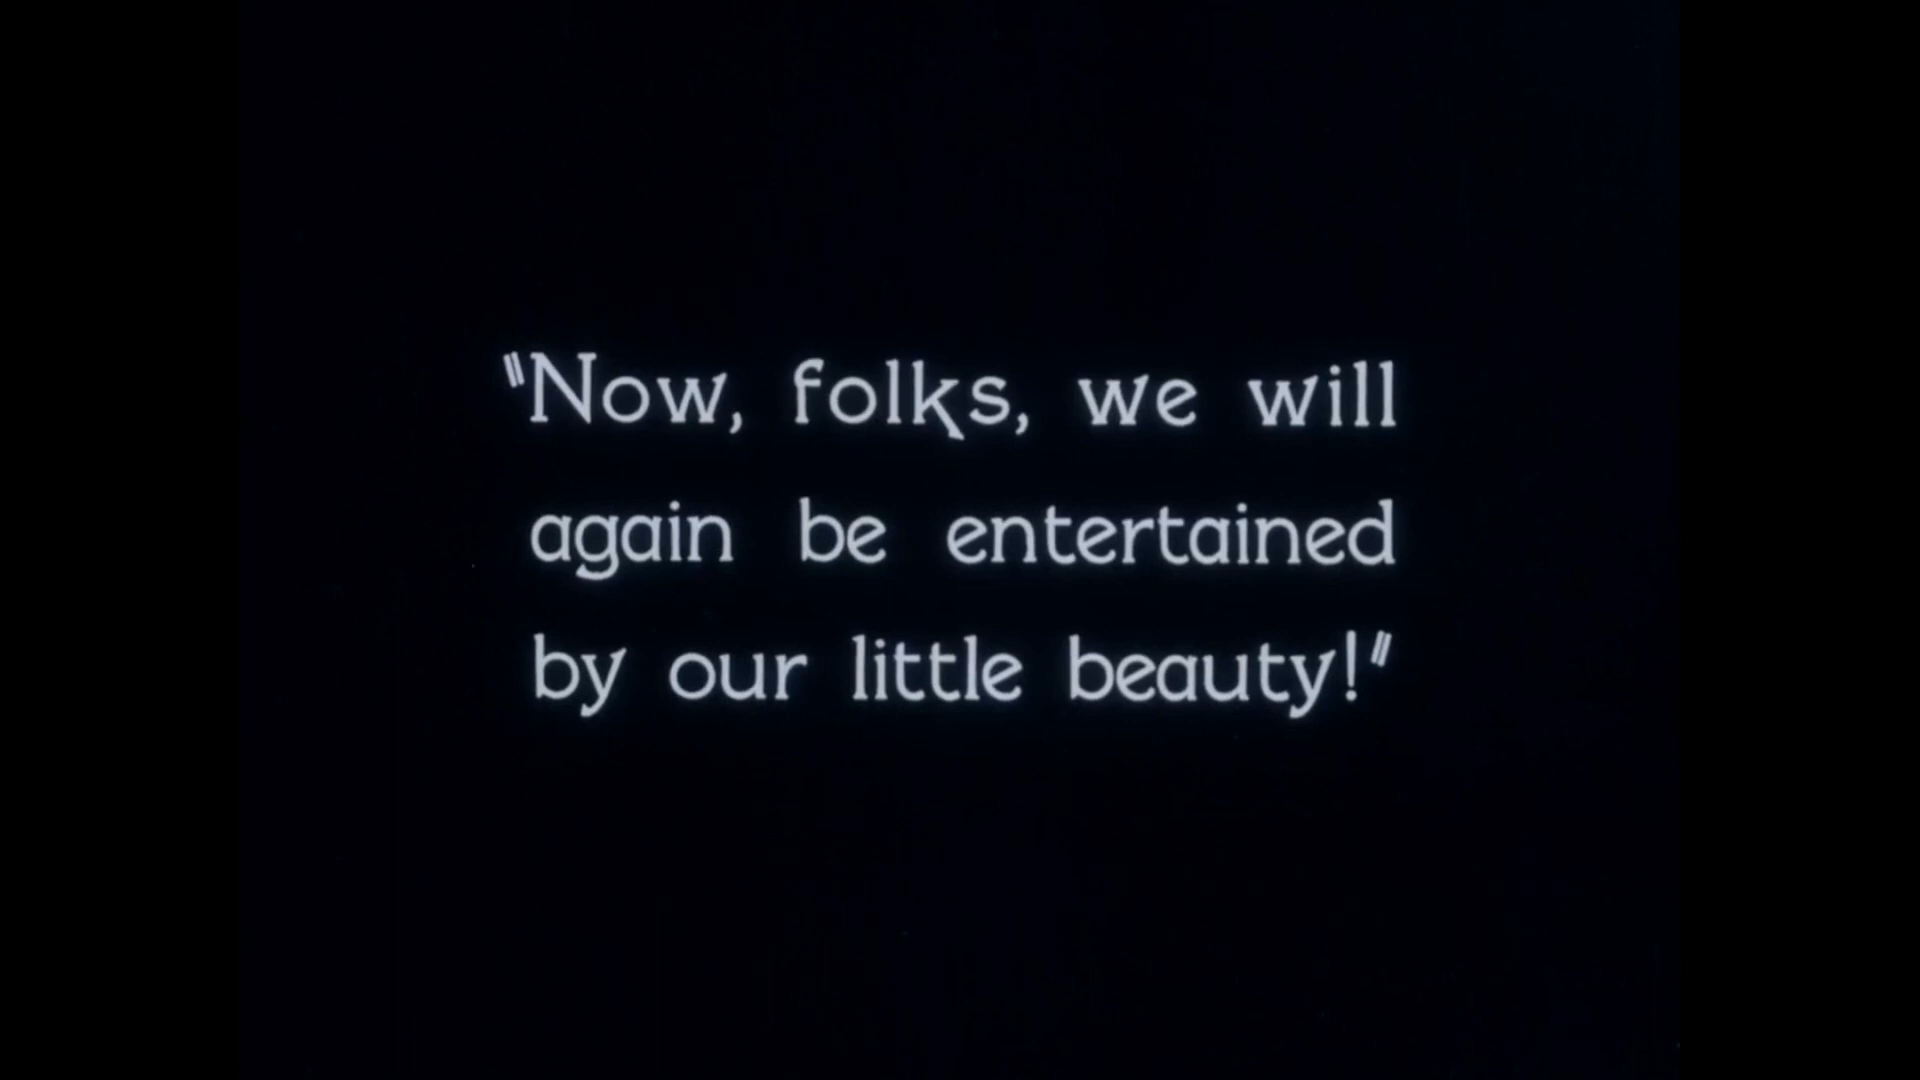 "Now, folks, we will
again be entertained
by our little beauty!"